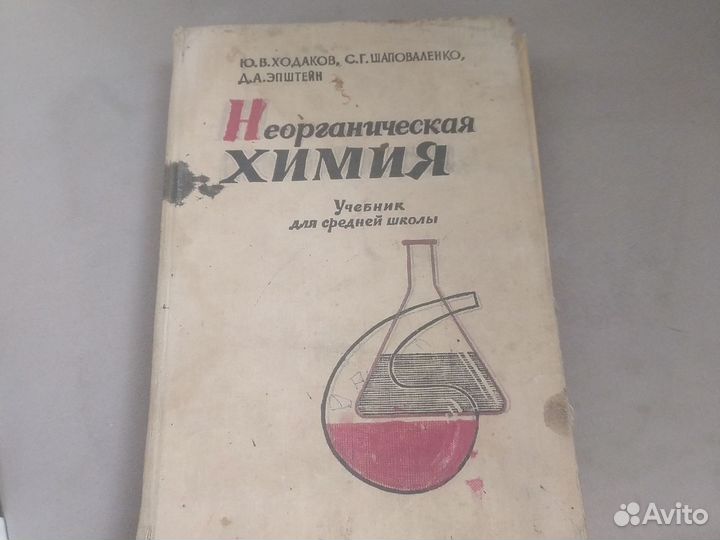 Ю.В.ХОДАКОВ, С.Г.ШАПОВАЛЕНКО,
Д.А.ЭПШТЕЙН
Неорганическая
ХИМИЯ
Учебник
для средней школы
Avito